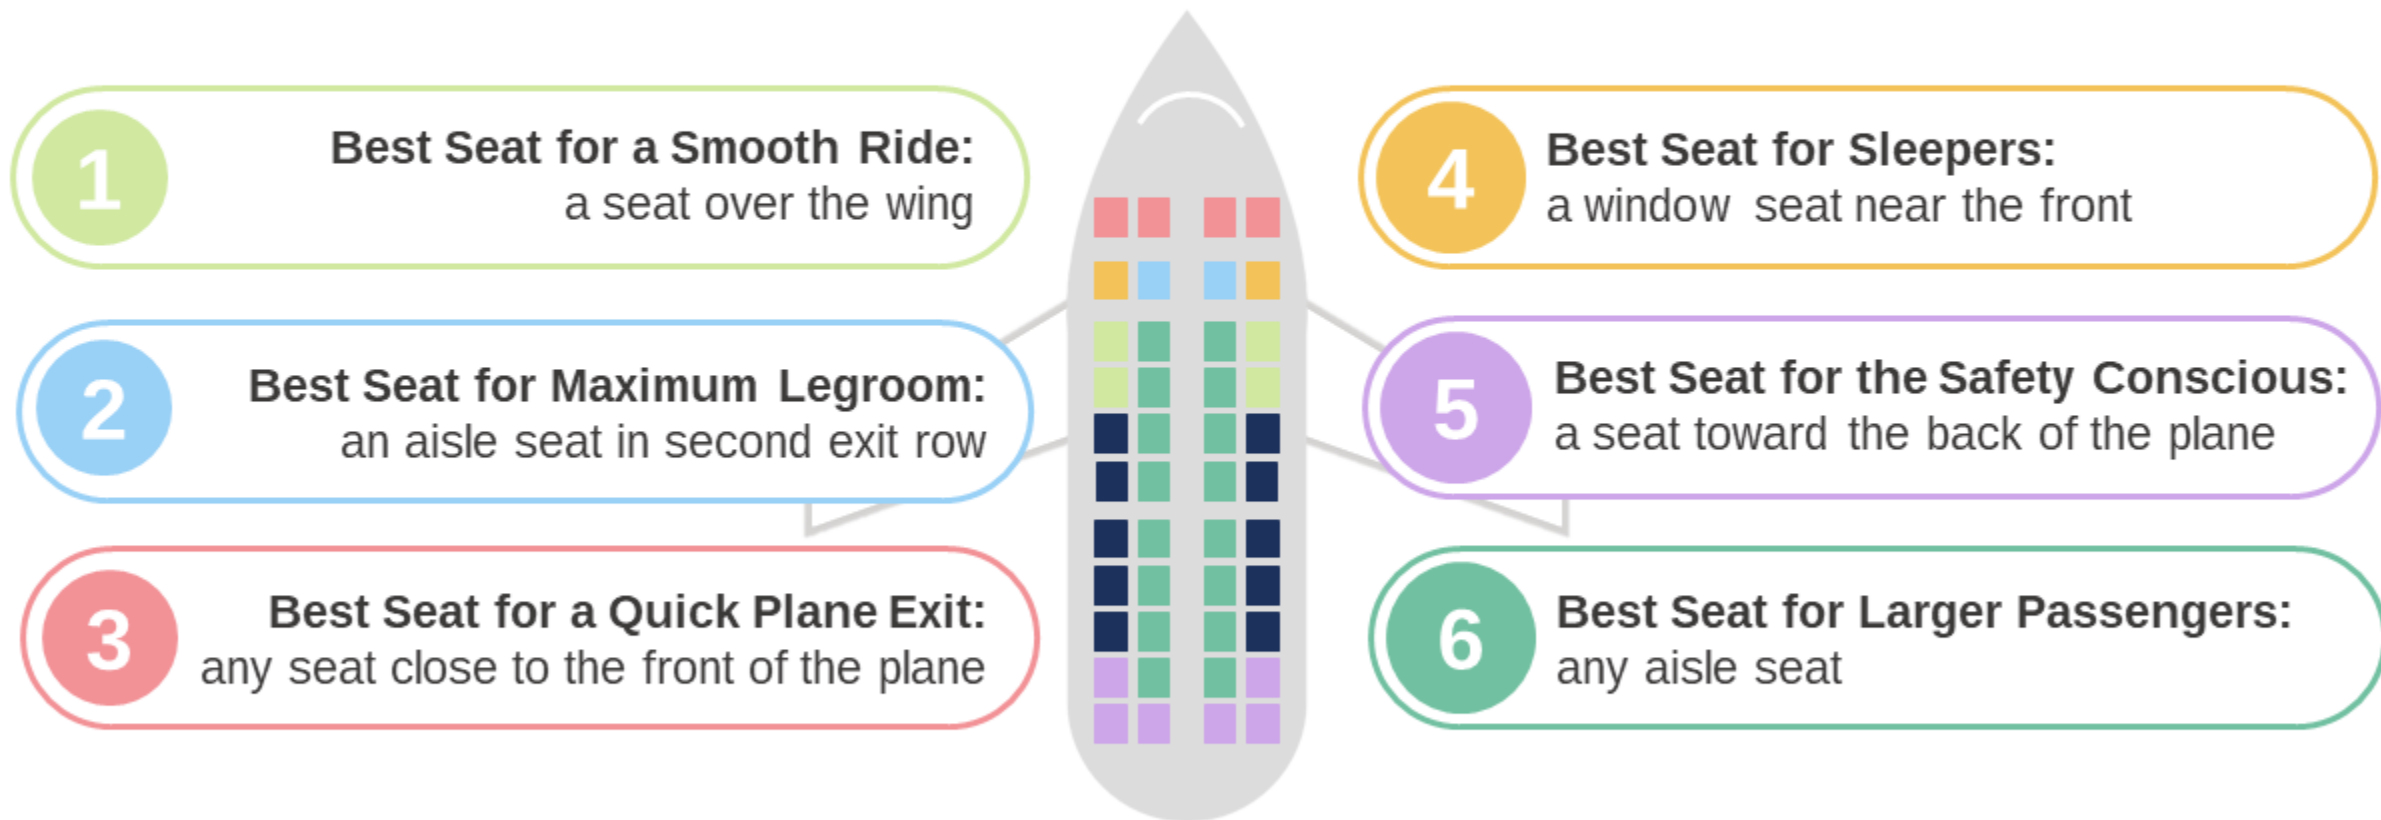 1
Best Seat for a Smooth Ride:
a seat over the wing
2
Best Seat for Maximum Legroom:
an aisle seat in second exit row
3
Best Seat for a Quick Plane Exit:
any seat close to the front of the plane
4
Best Seat for Sleepers:
a window seat near the front
5
Best Seat for the Safety Conscious:
a seat toward the back of the plane
6
Best Seat for Larger Passengers:
any aisle seat